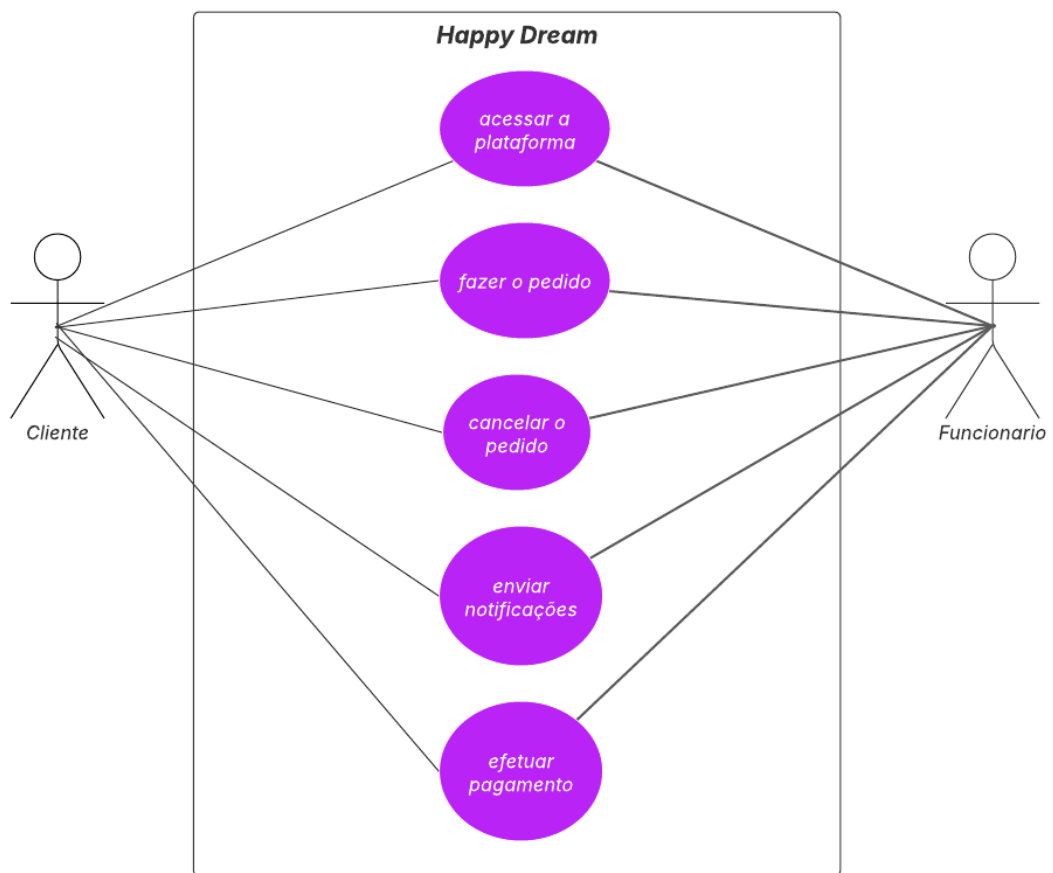 Happy Dream
acessar a
plataforma
fazer o pedido
cancelar o
pedido
Cliente
Funcionario
enviar
notificações
efetuar
pagamento